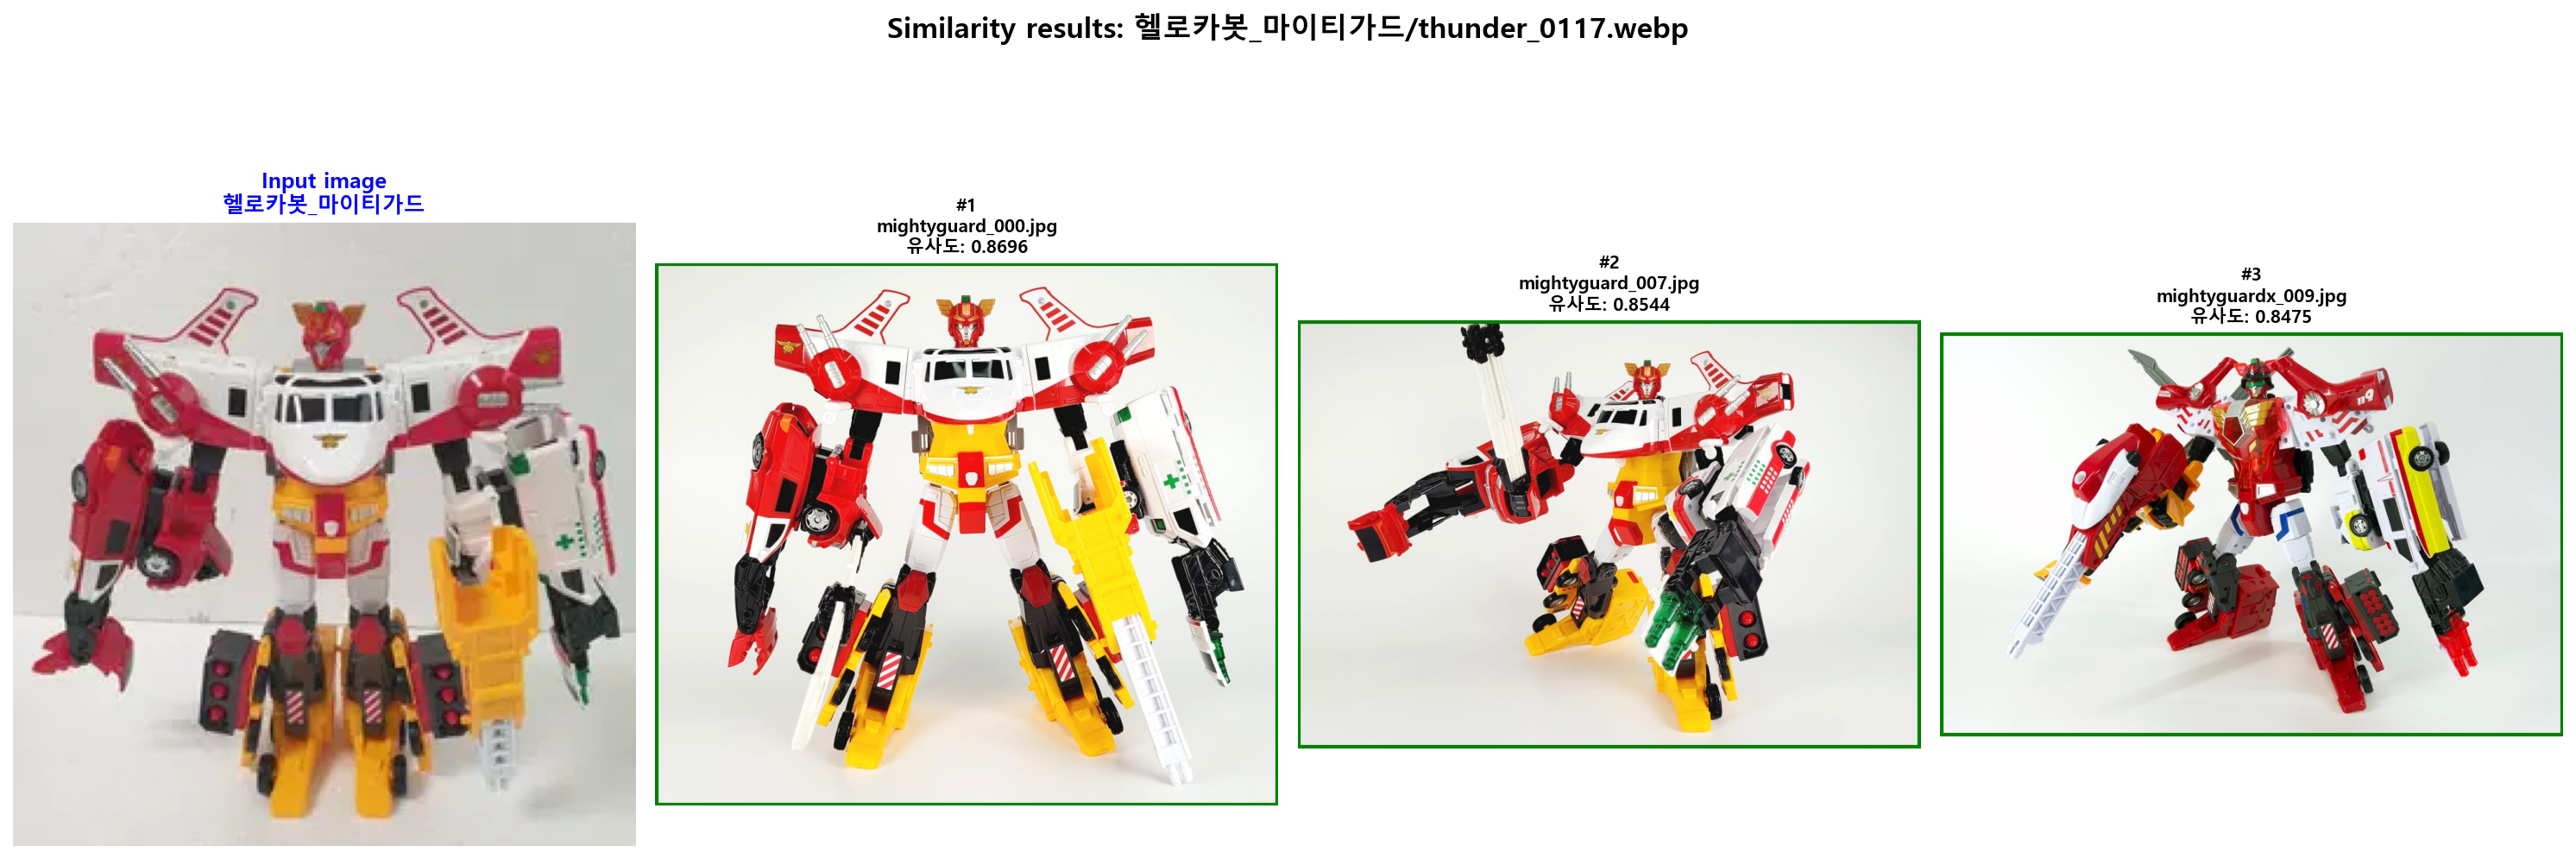 Similarity results: 헬로카봇_마이티가드/thunder_0117.webp
Input image
헬로카봇_마이티가드
#1
mightyguard_000.jpg
유사도: 0.8696
#2
mightyguard_007.jpg
유사도: 0.8544
#3
mightyguardx_009.jpg
유사도: 0.8475
119